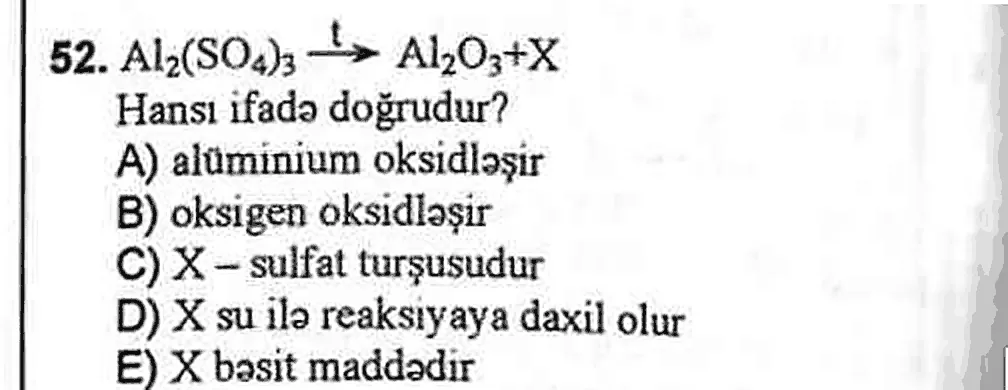 52. Al₂(SO₄)₃ —t→ Al₂O₃+X
Hansı ifadə doğrudur?
A) alüminium oksidləşir
B) oksigen oksidləşir
C) X – sulfat turşusudur
D) X su ilə reaksiyaya daxil olur
E) X bəsit maddədir